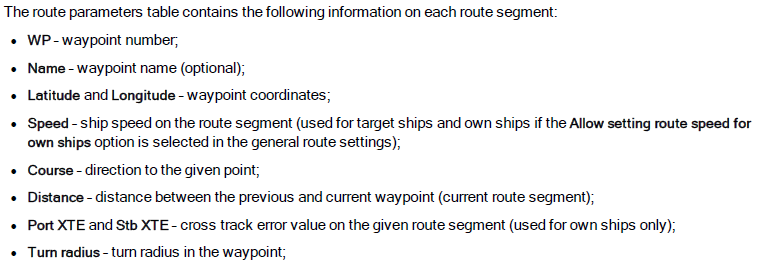 The route parameters table contains the following information on each route segment:
• WP – waypoint number;
• Name – waypoint name (optional);
• Latitude and Longitude – waypoint coordinates;
• Speed – ship speed on the route segment (used for target ships and own ships if the Allow setting route speed for
own ships option is selected in the general route settings);
• Course – direction to the given point;
• Distance – distance between the previous and current waypoint (current route segment);
• Port XTE and Stb XTE – cross track error value on the given route segment (used for own ships only);
• Turn radius – turn radius in the waypoint;